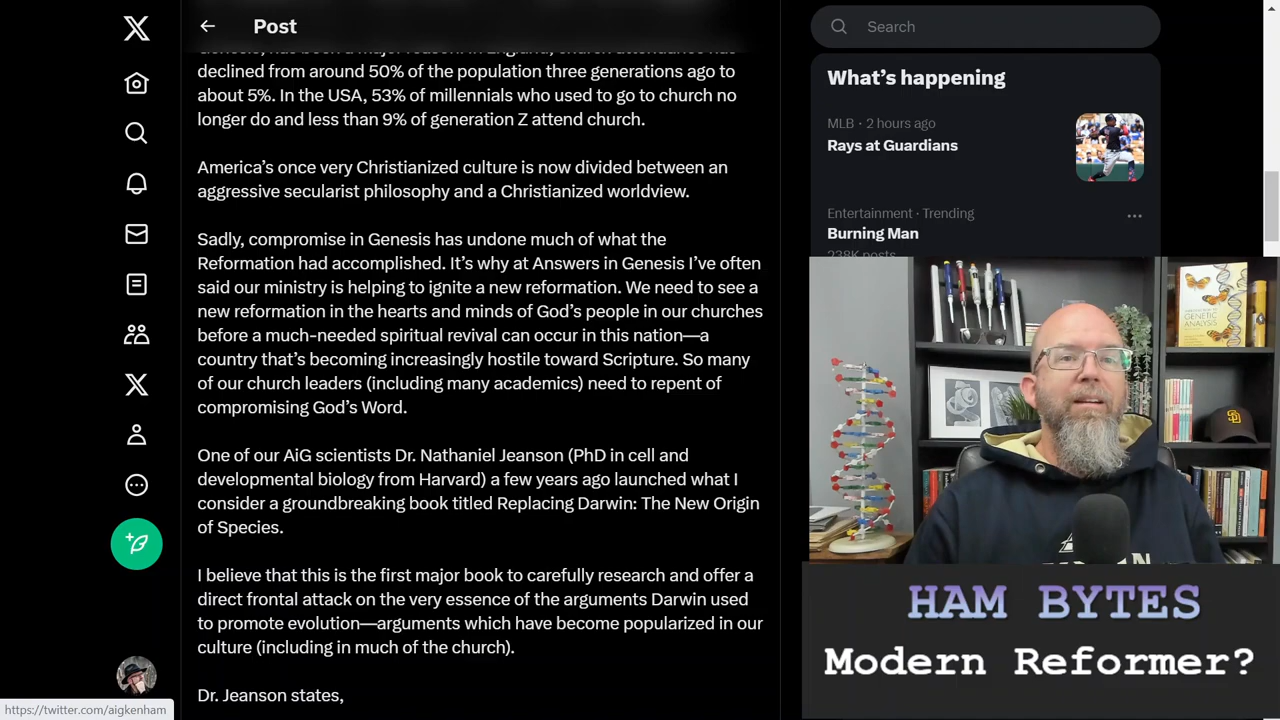 Post
declined from around 50% of the population three generations ago to
about 5%. In the USA, 53% of millennials who used to go to church no
longer do and less than 9% of generation Z attend church.
America's once very Christianized culture is now divided between an
aggressive secularist philosophy and a Christianized worldview.
Sadly, compromise in Genesis has undone much of what the
Reformation had accomplished. It's why at Answers in Genesis I've often
said our ministry is helping to ignite a new reformation. We need to see a
new reformation in the hearts and minds of God's people in our churches
before a much-needed spiritual revival can occur in this nation—a
country that's becoming increasingly hostile toward Scripture. So many
of our church leaders (including many academics) need to repent of
compromising God's Word.
One of our AiG scientists Dr. Nathaniel Jeanson (PhD in cell and
developmental biology from Harvard) a few years ago launched what I
consider a groundbreaking book titled Replacing Darwin: The New Origin
of Species.
I believe that this is the first major book to carefully research and offer a
direct frontal attack on the very essence of the arguments Darwin used
to promote evolution—arguments which have become popularized in our
culture (including in much of the church).
Dr. Jeanson states,
https://twitter.com/aigkenham
Search
What's happening
MLB · 2 hours ago
Rays at Guardians
Entertainment · Trending
Burning Man
238K posts
GENETIC
ANALYSIS
HAM BYTES
Modern Reformer?